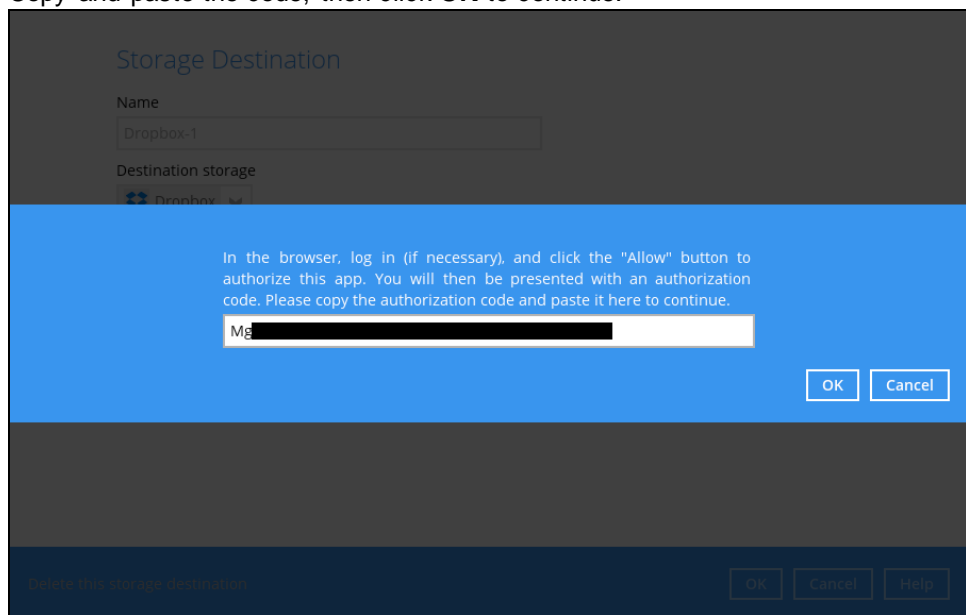 Copy and paste the code, then click OK to continue.
Storage Destination
Name
Dropbox-1
Destination storage
Dropbox
In the browser, log in (if necessary), and click the "Allow" button to
authorize this app. You will then be presented with an authorization
code. Please copy the authorization code and paste it here to continue.
Mg
OK Cancel
Delete this storage destination
OK Cancel Help